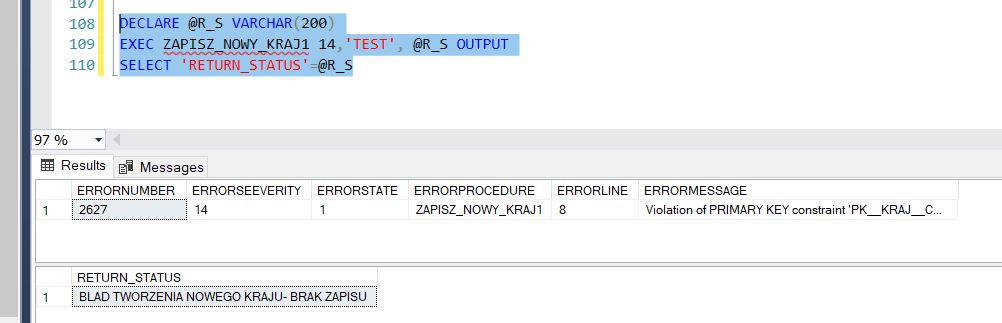 107
108 DECLARE @R_S VARCHAR(200)
109 EXEC ZAPISZ_NOWY_KRAJ1 14,'TEST', @R_S OUTPUT
110 SELECT 'RETURN_STATUS'=@R_S
97 %
Results Messages
ERRORNUMBER ERRORSEEVERITY ERRORSTATE ERRORPROCEDURE ERRORLINE ERRORMESSAGE
1 2627 14 1 ZAPISZ_NOWY_KRAJ1 8 Violation of PRIMARY KEY constraint 'PK__KRAJ__C...
RETURN_STATUS
1 BLAD TWORZENIA NOWEGO KRAJU- BRAK ZAPISU